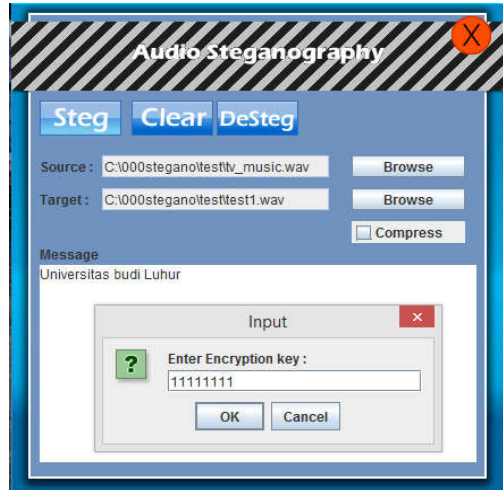 Audio Steganography
X
Steg Clear DeSteg
Source : C:\000stegano\test\tv_music.wav Browse
Target : C:\000stegano\test\test1.wav Browse
Compress
Message
Universitas budi Luhur
Input ×
?
Enter Encryption key :
11111111
OK Cancel